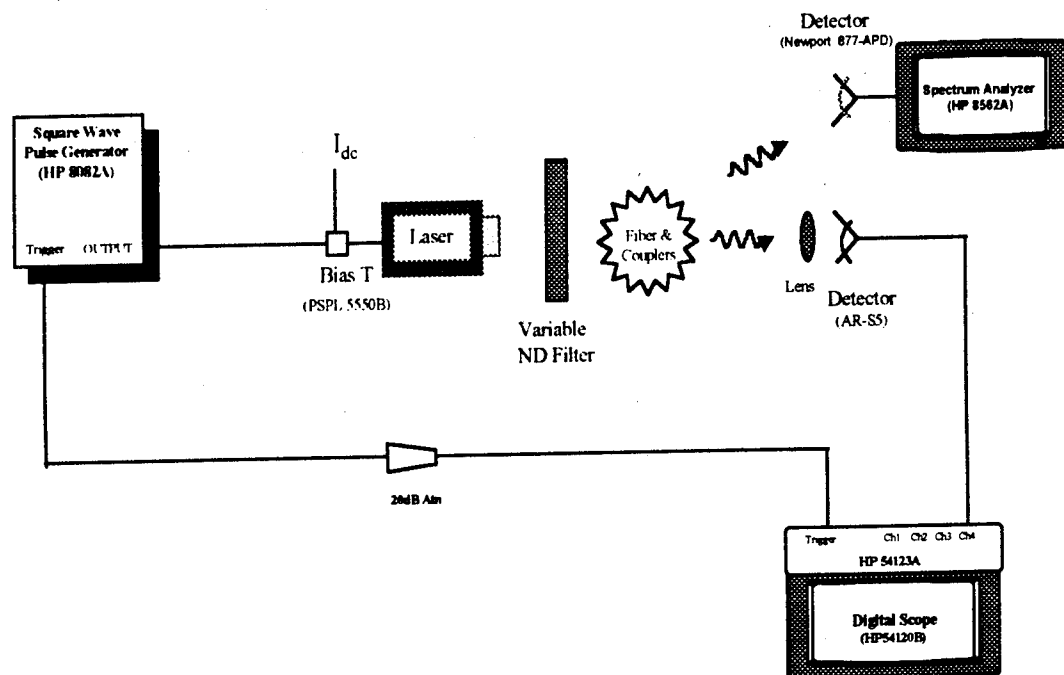 Detector
(Newport 877-APD)
Spectrum Analyzer
(HP 8562A)
Square Wave
Pulse Generator
(HP 8082A)
Trigger OUTPUT
Idc
Laser
Bias T
(PSPL 5550B)
Variable
ND Filter
Fiber &
Couplers
Lens
Detector
(AR-S5)
20dB Atn
Trigger Ch1 Ch2 Ch3 Ch4
HP 54123A
Digital Scope
(HP54120B)